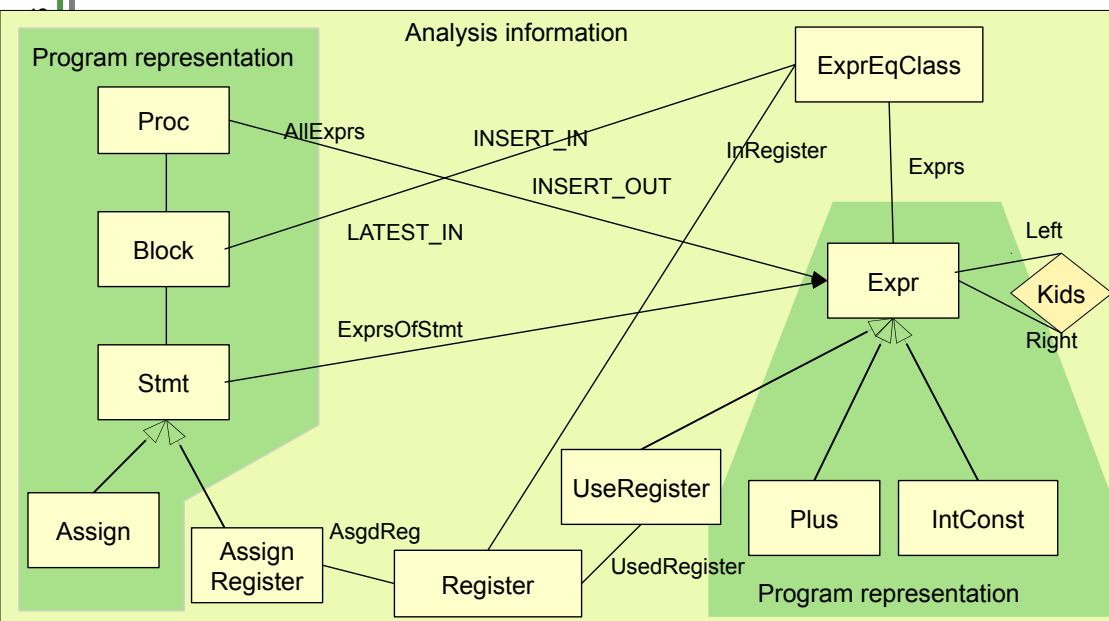 Analysis information
Program representation
ExprEqClass
Proc
AllExprs
INSERT_IN
InRegister
Exprs
INSERT_OUT
LATEST_IN
Block
Left
Expr
Kids
ExprsOfStmt
Right
Stmt
UseRegister
Plus
IntConst
Assign
AsgdReg
Assign
Register
Register
UsedRegister
Program representation